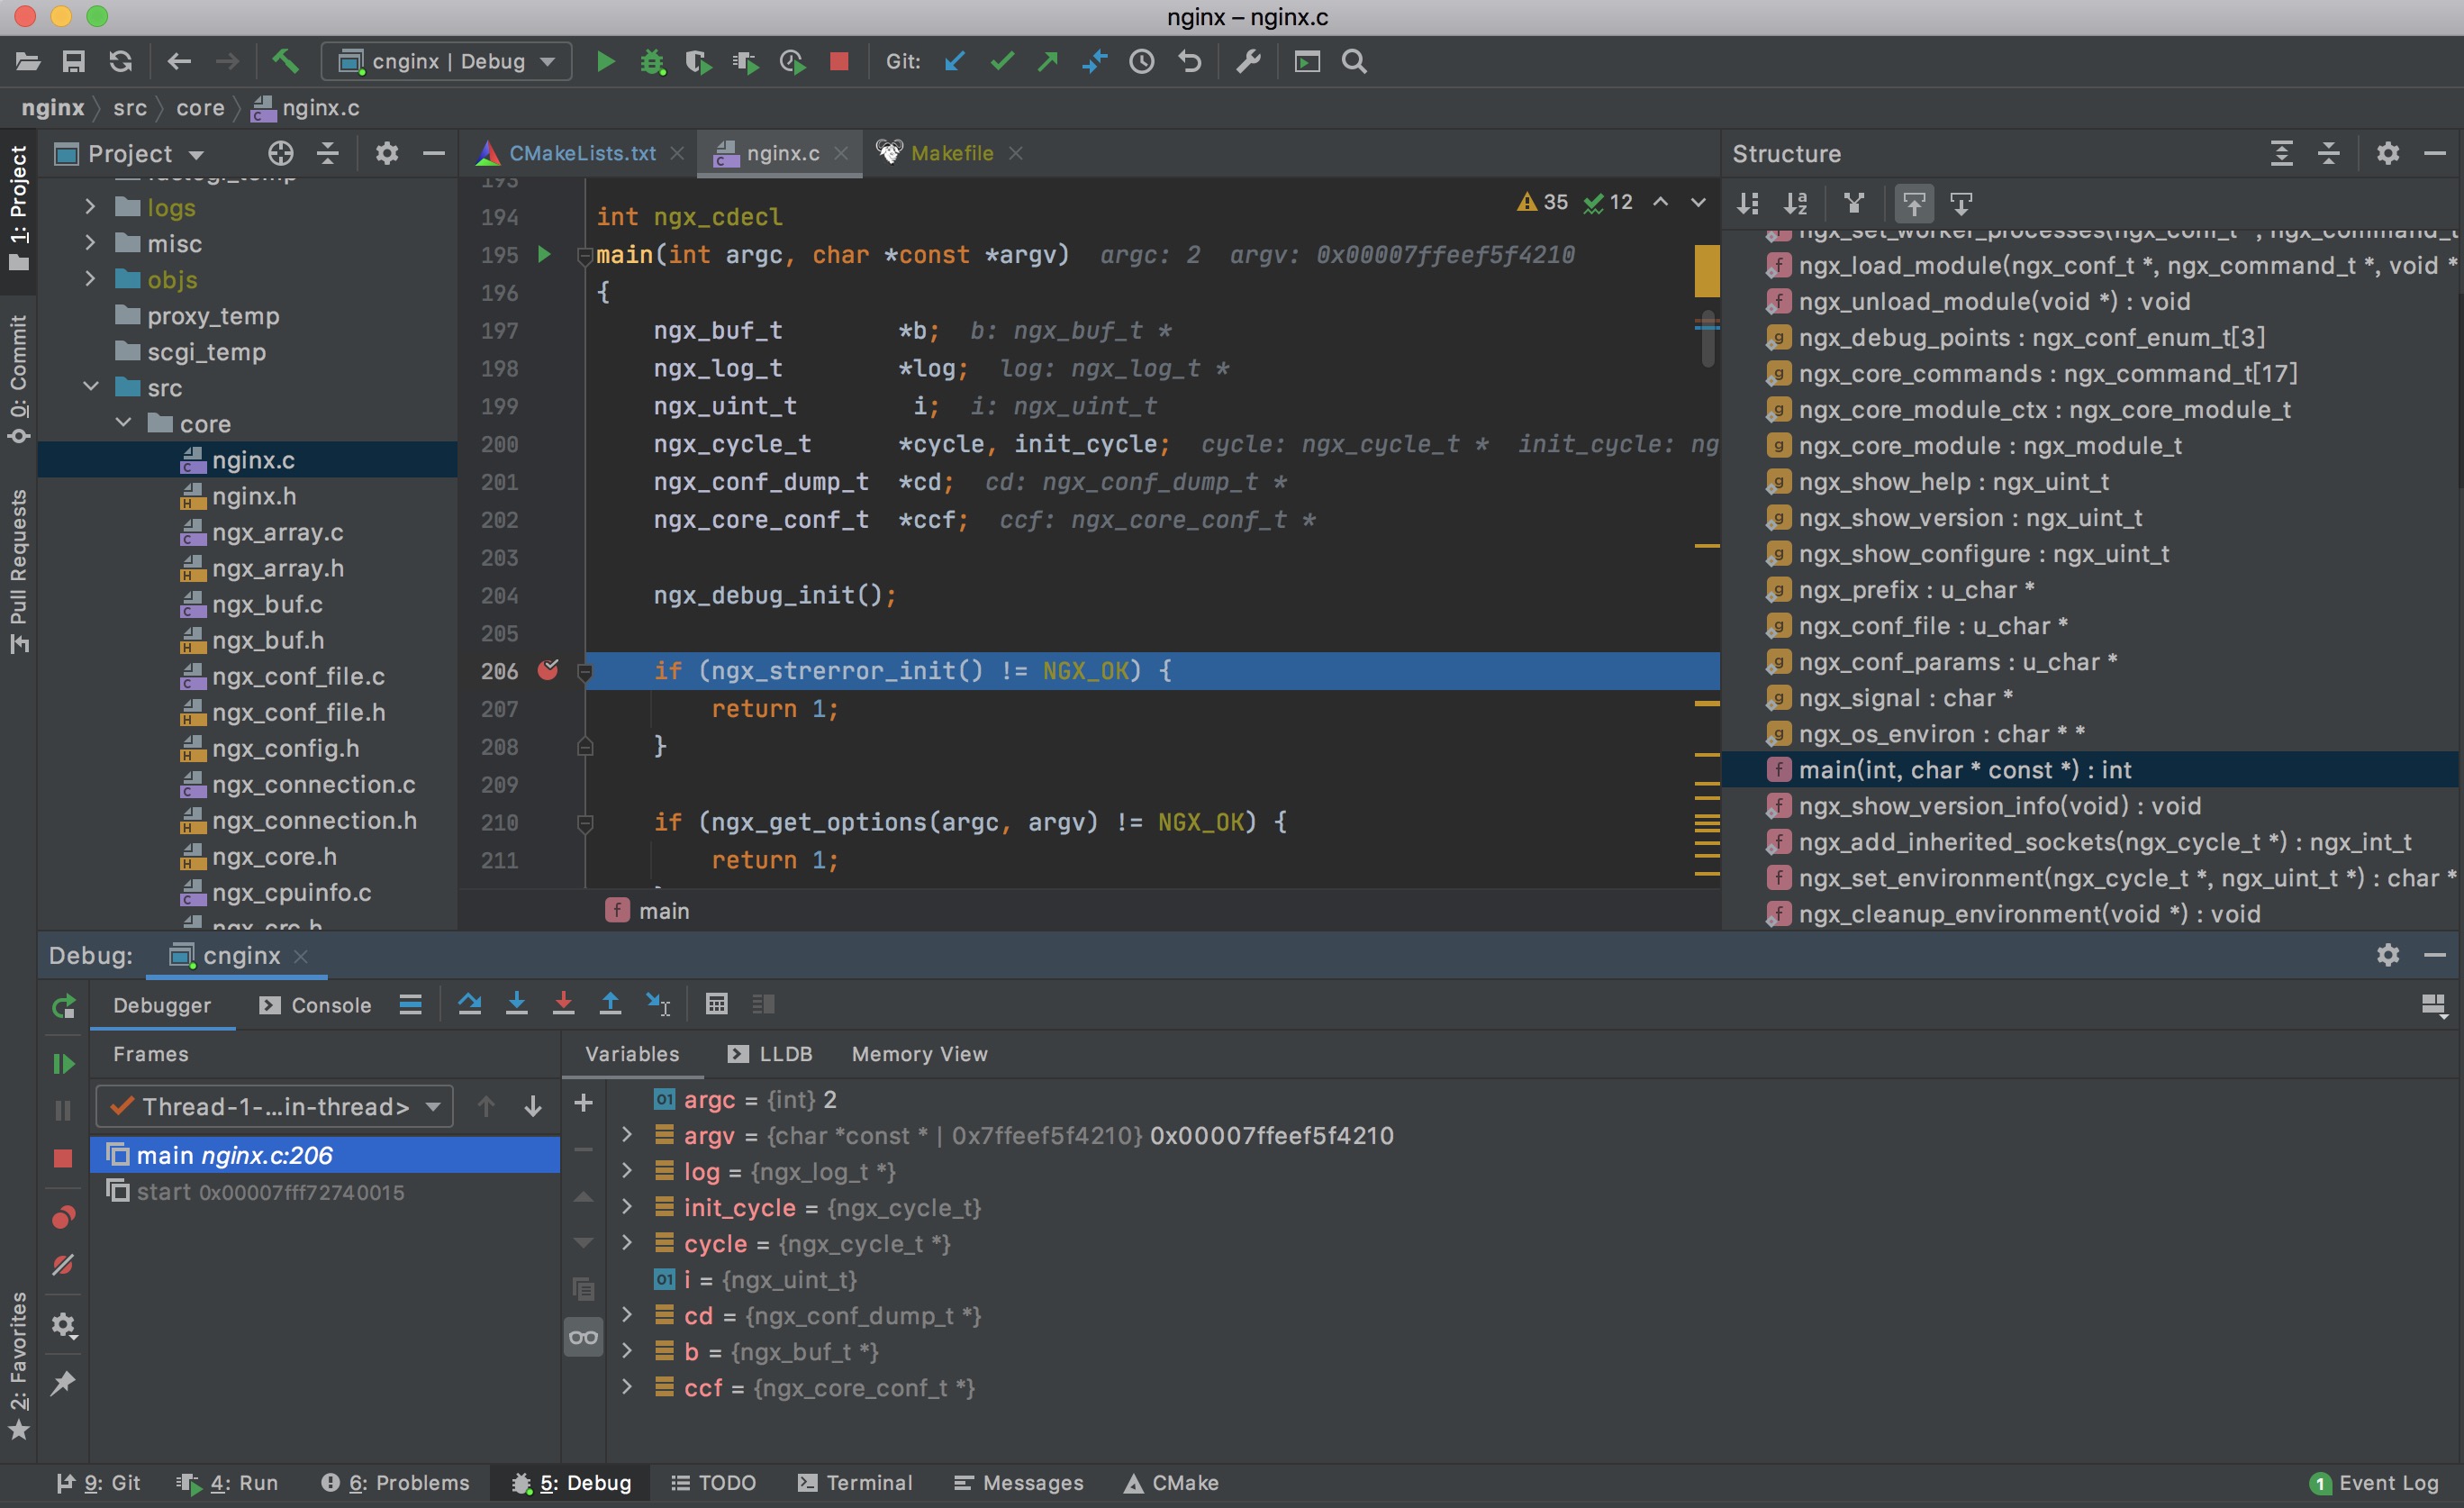 nginx – nginx.c
cnginx | Debug
Git:
nginx
src
core
nginx.c
1: Project
0: Commit
Pull Requests
2: Favorites
Project
logs
misc
objs
proxy_temp
scgi_temp
src
core
nginx.c
nginx.h
ngx_array.c
ngx_array.h
ngx_buf.c
ngx_buf.h
ngx_conf_file.c
ngx_conf_file.h
ngx_config.h
ngx_connection.c
ngx_connection.h
ngx_core.h
ngx_cpuinfo.c
ngx_crc.h
CMakeLists.txt
nginx.c
Makefile
35 12
193
194 int ngx_cdecl
195 main(int argc, char *const *argv) argc: 2 argv: 0x00007ffeef5f4210
196 {
197 ngx_buf_t *b; b: ngx_buf_t *
198 ngx_log_t *log; log: ngx_log_t *
199 ngx_uint_t i; i: ngx_uint_t
200 ngx_cycle_t *cycle, init_cycle; cycle: ngx_cycle_t * init_cycle: ng
201 ngx_conf_dump_t *cd; cd: ngx_conf_dump_t *
202 ngx_core_conf_t *ccf; ccf: ngx_core_conf_t *
203
204 ngx_debug_init();
205
206 if (ngx_strerror_init() != NGX_OK) {
207 return 1;
208 }
209
210 if (ngx_get_options(argc, argv) != NGX_OK) {
211 return 1;
main
Structure
ngx_set_worker_processes(ngx_conf_t *, ngx_command_t
ngx_load_module(ngx_conf_t *, ngx_command_t *, void *
ngx_unload_module(void *) : void
ngx_debug_points : ngx_conf_enum_t[3]
ngx_core_commands : ngx_command_t[17]
ngx_core_module_ctx : ngx_core_module_t
ngx_core_module : ngx_module_t
ngx_show_help : ngx_uint_t
ngx_show_version : ngx_uint_t
ngx_show_configure : ngx_uint_t
ngx_prefix : u_char *
ngx_conf_file : u_char *
ngx_conf_params : u_char *
ngx_signal : char *
ngx_os_environ : char * *
main(int, char * const *) : int
ngx_show_version_info(void) : void
ngx_add_inherited_sockets(ngx_cycle_t *) : ngx_int_t
ngx_set_environment(ngx_cycle_t *, ngx_uint_t *) : char *
ngx_cleanup_environment(void *) : void
Debug: cnginx
Debugger Console
Frames
Thread-1-...in-thread>
main nginx.c:206
start 0x00007fff72740015
Variables LLDB Memory View
argc = {int} 2
argv = {char *const * | 0x7ffeef5f4210} 0x00007ffeef5f4210
log = {ngx_log_t *}
init_cycle = {ngx_cycle_t}
cycle = {ngx_cycle_t *}
i = {ngx_uint_t}
cd = {ngx_conf_dump_t *}
b = {ngx_buf_t *}
ccf = {ngx_core_conf_t *}
9: Git 4: Run 6: Problems 5: Debug TODO Terminal Messages CMake 1 Event Log